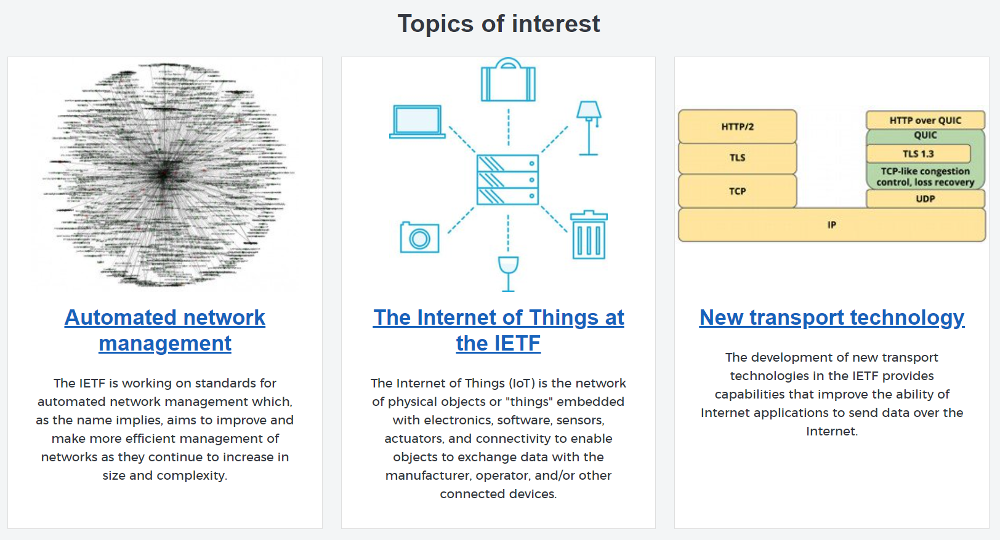 Topics of interest
Automated network
management
The IETF is working on standards for
automated network management which,
as the name implies, aims to improve and
make more efficient management of
networks as they continue to increase in
size and complexity.
The Internet of Things at
the IETF
The Internet of Things (IoT) is the network
of physical objects or "things" embedded
with electronics, software, sensors,
actuators, and connectivity to enable
objects to exchange data with the
manufacturer, operator, and/or other
connected devices.
HTTP/2
TLS
TCP
HTTP over QUIC
QUIC
TLS 1.3
TCP-like congestion
control, loss recovery
UDP
IP
New transport technology
The development of new transport
technologies in the IETF provides
capabilities that improve the ability of
Internet applications to send data over the
Internet.